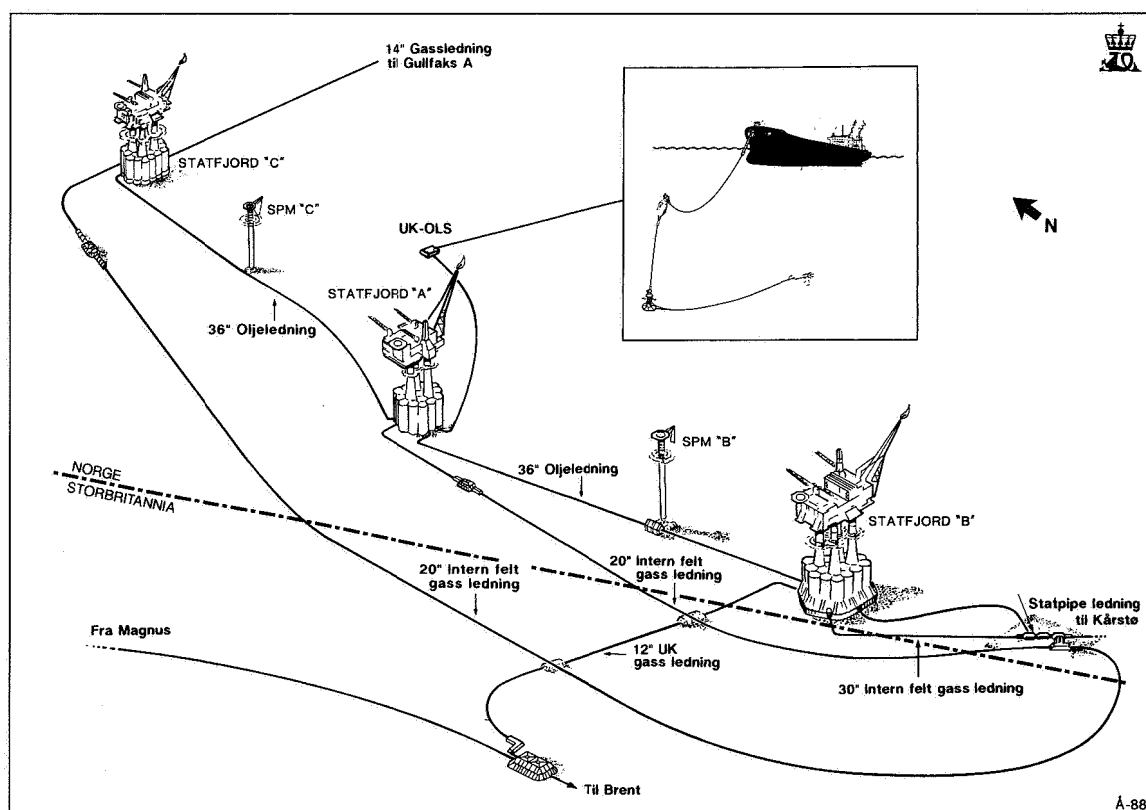 14" Gassledning
til Gullfaks A
STATFJORD "C"
SPM "C"
UK-OLS
N
STATFJORD "A"
36" Oljeledning
SPM "B"
36" Oljeledning
NORGE
STORBRITANNIA
STATFJORD "B"
20" Intern felt
gass ledning
20" Intern felt
gass ledning
Statpipe ledning
til Kårstø
Fra Magnus
12" UK
gass ledning
30" Intern felt gass ledning
Til Brent
Å-88